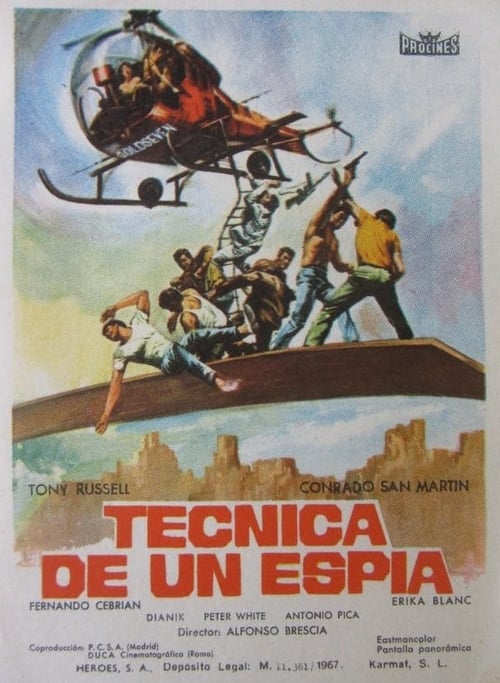 PROCINES
GOLDSEVEN
TONY RUSSELL
CONRADO SAN MARTIN
TECNICA
DE UN ESPIA
FERNANDO CEBRIAN
ERIKA BLANC
DIANIK PETER WHITE ANTONIO PICA
Director: ALFONSO BRESCIA
Coproducción: P. C. S. A. (Madrid)
DUCA Cinematográfica (Roma)
Eastmancolor
Pantalla panorámica
HEROES, S. A., Depósito Legal: M. 11.361/1967.
Karmat, S. L.